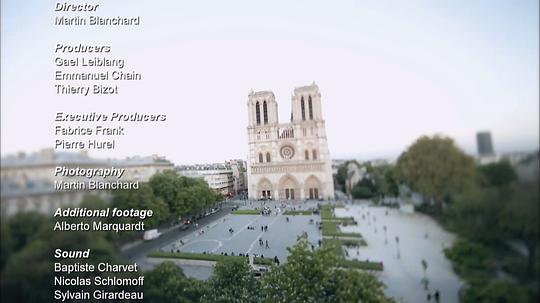 Director
Martin Blanchard
Producers
Gael Leiblang
Emmanuel Chain
Thierry Bizot
Executive Producers
Fabrice Frank
Pierre Hurel
Photography
Martin Blanchard
Additional footage
Alberto Marquardt
Sound
Baptiste Charvet
Nicolas Schlomoff
Sylvain Girardeau